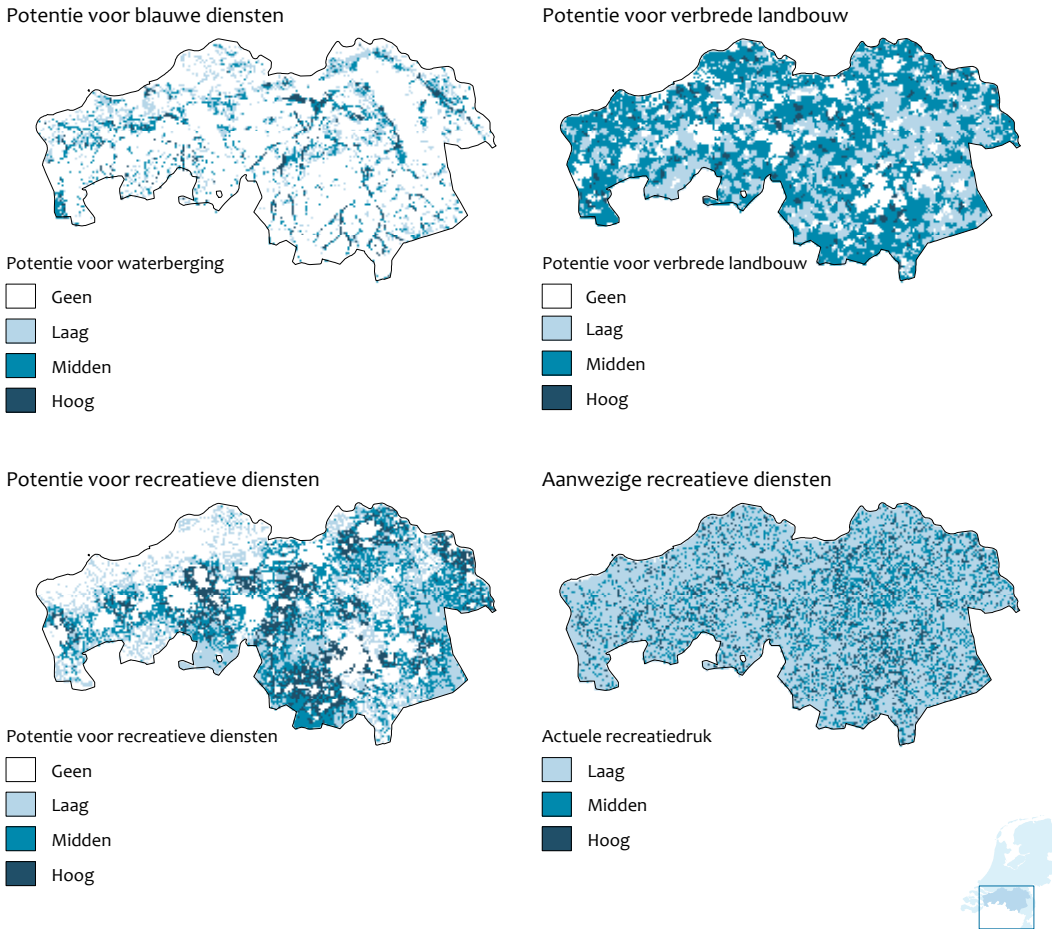 Potentie voor blauwe diensten
Potentie voor waterberging
Geen
Laag
Midden
Hoog
Potentie voor verbrede landbouw
Potentie voor verbrede landbouw
Geen
Laag
Midden
Hoog
Potentie voor recreatieve diensten
Potentie voor recreatieve diensten
Geen
Laag
Midden
Hoog
Aanwezige recreatieve diensten
Actuele recreatiedruk
Laag
Midden
Hoog